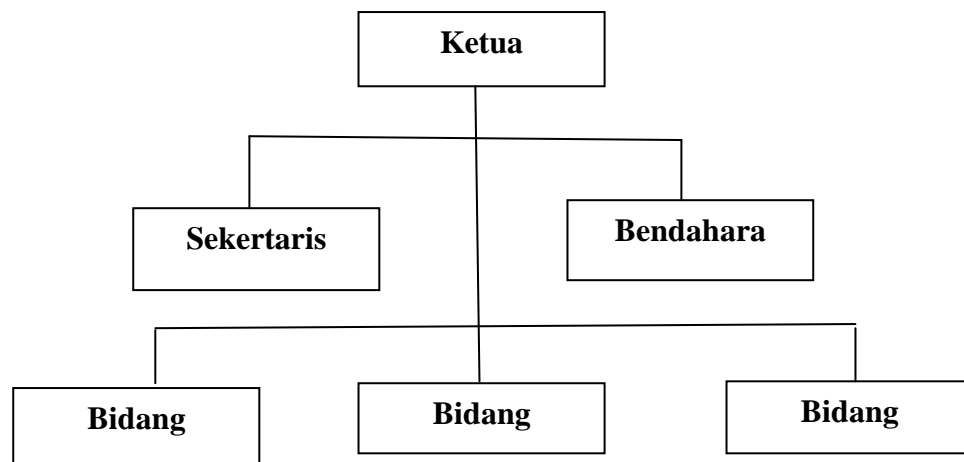 Ketua
Sekertaris
Bendahara
Bidang
Bidang
Bidang